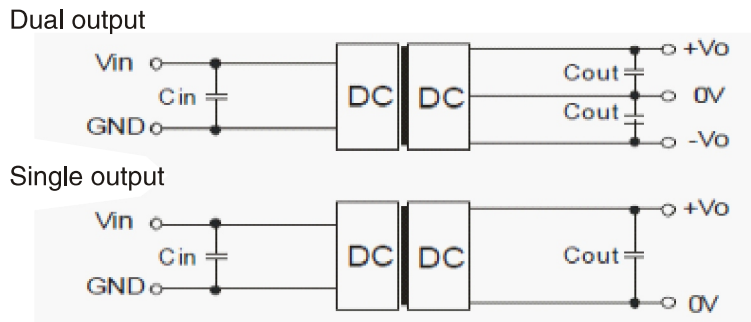 Dual output
Vin
Cin
GND
DC DC
Cout
Cout
+Vo
0V
-Vo
Single output
Vin
Cin
GND
DC DC
Cout
+Vo
0V